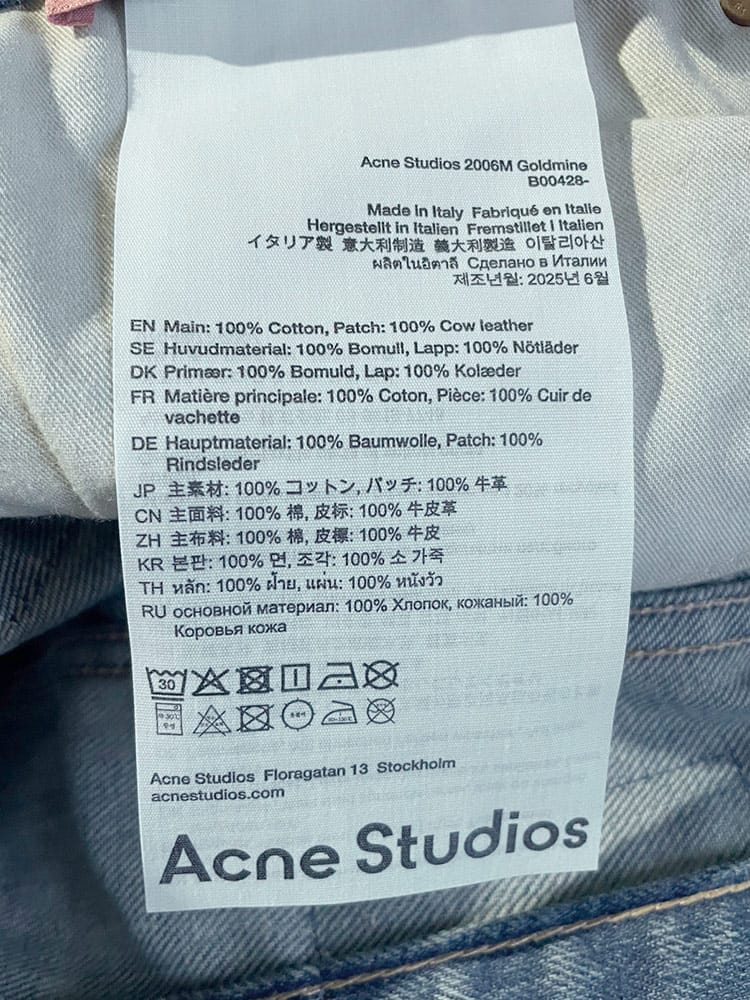 Acne Studios 2006M Goldmine
B00428-
Made in Italy Fabriqué en Italie
Hergestellt in Italien Fremstillet I Italien
イタリア製 意大利制造 義大利製造 이탈리아산
ผลิตในอิตาลี Сделано в Италии
제조년월: 2025년 6월
EN Main: 100% Cotton, Patch: 100% Cow leather
SE Huvudmaterial: 100% Bomull, Lapp: 100% Nötläder
DK Primær: 100% Bomuld, Lap: 100% Kolæder
FR Matière principale: 100% Coton, Pièce: 100% Cuir de
vachette
DE Hauptmaterial: 100% Baumwolle, Patch: 100%
Rindsleder
JP 主素材: 100% コットン, パッチ: 100% 牛革
CN 主面料: 100% 棉, 皮标: 100% 牛皮革
ZH 主布料: 100% 棉, 皮標: 100% 牛皮
KR 본판: 100% 면, 조각: 100% 소 가죽
TH หลัก: 100% ฝ้าย, แผ่น: 100% หนังวัว
RU основной материал: 100% Хлопок, кожаный: 100%
Коровья кожа
30
Acne Studios Floragatan 13 Stockholm
acnestudios.com
Acne Studios